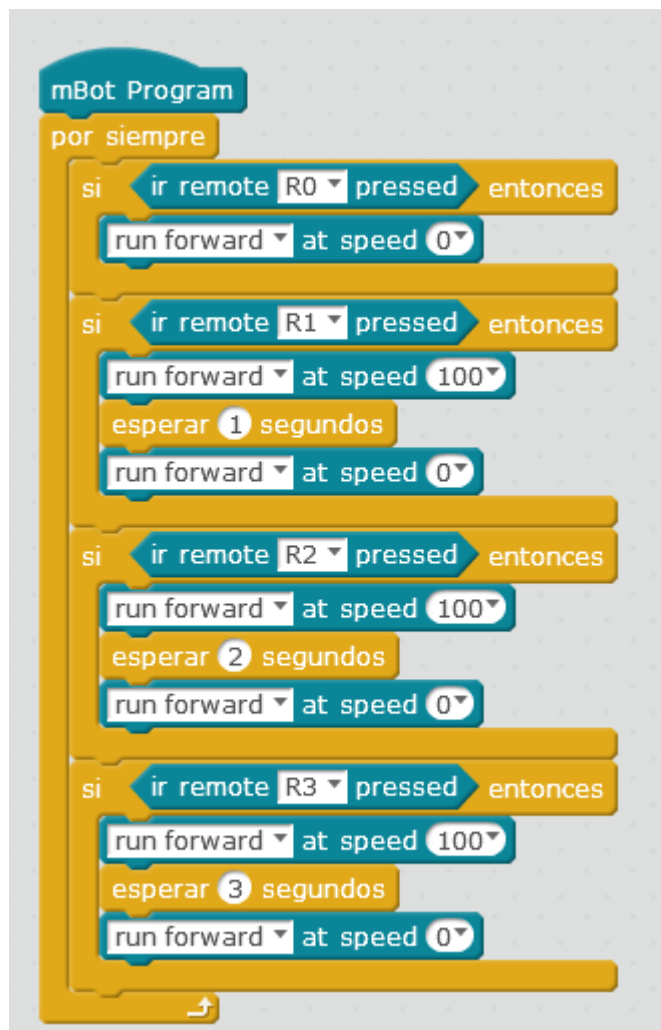 mBot Program
por siempre
si ir remote R0 pressed entonces
run forward at speed 0
si ir remote R1 pressed entonces
run forward at speed 100
esperar 1 segundos
run forward at speed 0
si ir remote R2 pressed entonces
run forward at speed 100
esperar 2 segundos
run forward at speed 0
si ir remote R3 pressed entonces
run forward at speed 100
esperar 3 segundos
run forward at speed 0